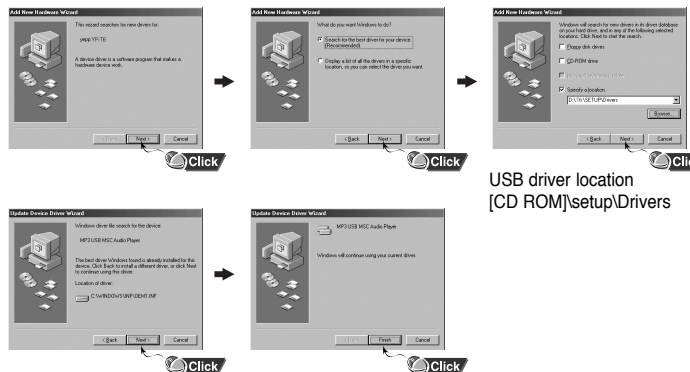 Add New Hardware Wizard
This wizard searches for new drivers for:
yepp YP-T6
A device driver is a software program that makes a
hardware device work.
< Back
Next >
Cancel
Click
Add New Hardware Wizard
What do you want Windows to do?
Search for the best driver for your device.
(Recommended).
Display a list of all the drivers in a specific
location, so you can select the driver you want.
< Back
Next >
Cancel
Click
Add New Hardware Wizard
Windows will search for new drivers in its driver database
on your hard drive, and in any of the following selected
locations. Click Next to start the search.
Floppy disk drives
CD-ROM drive
Microsoft Windows Update
Specify a location:
D:\T6\SETUP\Drivers
Browse...
< Back
Next >
Cancel
Clic
USB driver location
[CD ROM]\setup\Drivers
Update Device Driver Wizard
Windows driver file search for the device:
MP3 USB MSC Audio Player
The best driver Windows found is already installed for this
device. Click Back to install a different driver, or click Next
to continue using this driver.
Location of driver:
C:\WINDOWS\INF\OEM1.INF
< Back
Next >
Cancel
Click
Update Device Driver Wizard
MP3 USB MSC Audio Player
Windows will continue using your current driver.
< Back
Finish
Cancel
Click